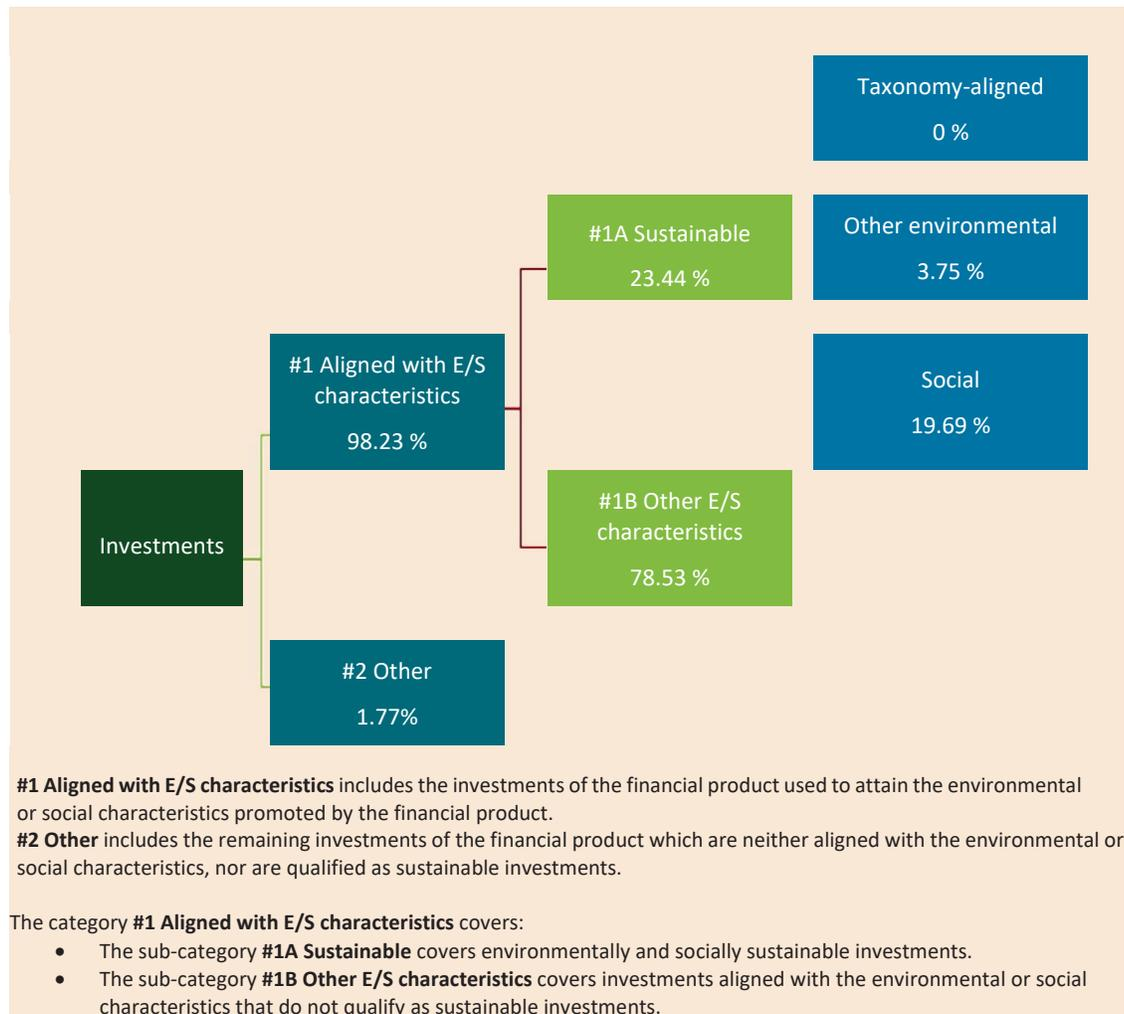 Taxonomy-aligned
0 %
#1A Sustainable
23.44 %
Other environmental
3.75 %
#1 Aligned with E/S
characteristics
98.23 %
Social
19.69 %
Investments
#1B Other E/S
characteristics
78.53 %
#2 Other
1.77%
#1 Aligned with E/S characteristics includes the investments of the financial product used to attain the environmental
or social characteristics promoted by the financial product.
#2 Other includes the remaining investments of the financial product which are neither aligned with the environmental or
social characteristics, nor are qualified as sustainable investments.
The category #1 Aligned with E/S characteristics covers:
• The sub-category #1A Sustainable covers environmentally and socially sustainable investments.
• The sub-category #1B Other E/S characteristics covers investments aligned with the environmental or social
characteristics that do not qualify as sustainable investments.